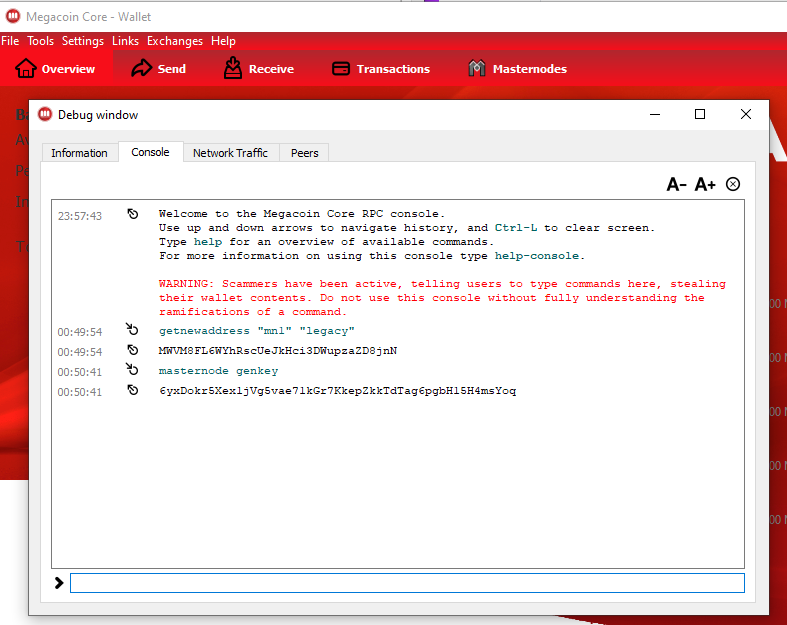 Megacoin Core - Wallet
File Tools Settings Links Exchanges Help
Overview Send Receive Transactions Masternodes
Debug window
Information Console Network Traffic Peers
A- A+
23:57:43 Welcome to the Megacoin Core RPC console.
Use up and down arrows to navigate history, and Ctrl-L to clear screen.
Type help for an overview of available commands.
For more information on using this console type help-console.
WARNING: Scammers have been active, telling users to type commands here, stealing
their wallet contents. Do not use this console without fully understanding the
ramifications of a command.
00:49:54 getnewaddress "mn1" "legacy"
00:49:54 MWVM8FL6WYhRscUeJkHci3DWupzaZD8jnN
00:50:41 masternode genkey
00:50:41 6yxDokr5Xex1jVg5vae71kGr7KkepZkkTdTag6pgbH15H4msYoq